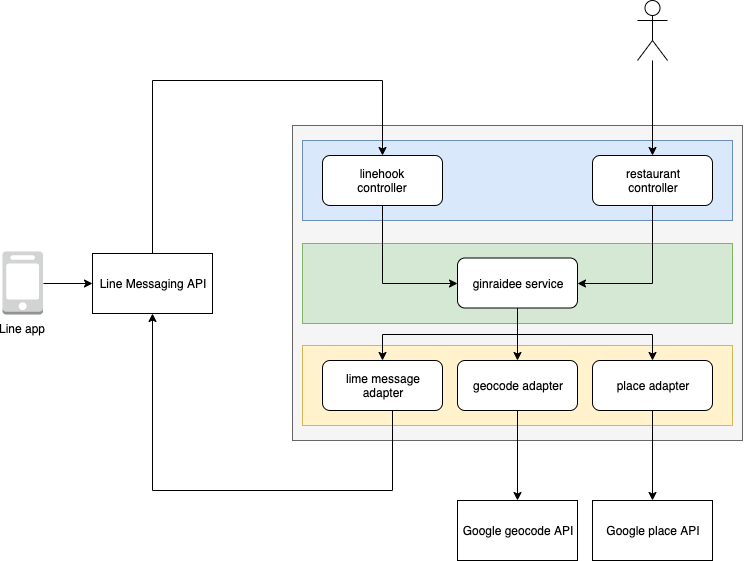 linehook
controller
restaurant
controller
Line Messaging API
ginraidee service
Line app
lime message
adapter
geocode adapter
place adapter
Google geocode API
Google place API